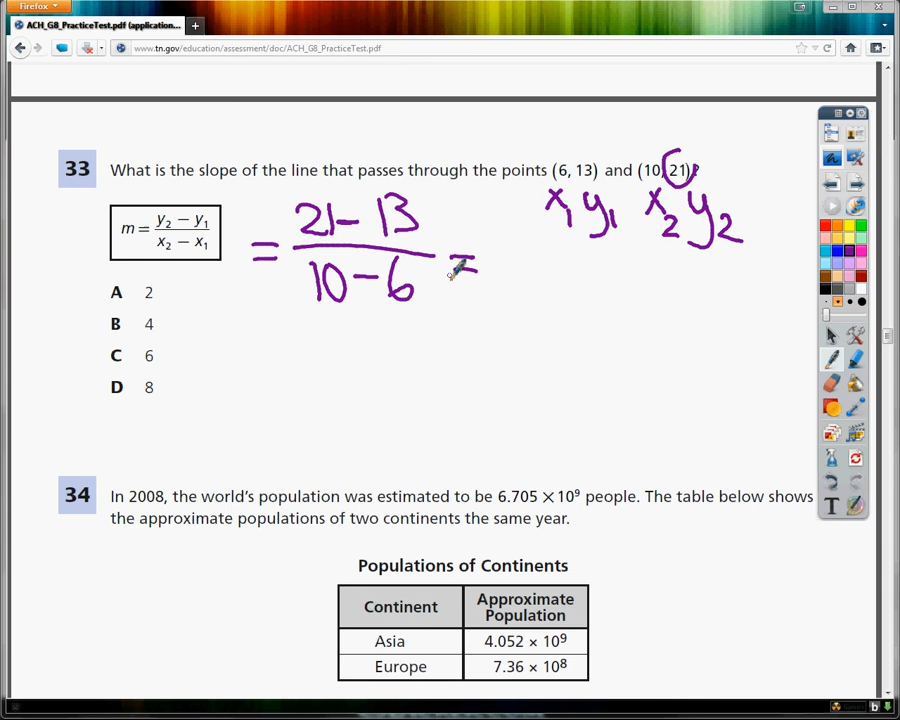 Firefox
ACH_G8_PracticeTest.pdf (application...
www.tn.gov/education/assessment/doc/ACH_G8_PracticeTest.pdf
33 What is the slope of the line that passes through the points (6, 13) and (10, 21)?
x₁ y₁ x₂ y₂
m = y₂ − y₁ / x₂ − x₁
= 21 − 13 / 10 − 6 =
A 2
B 4
C 6
D 8
34 In 2008, the world's population was estimated to be 6.705 × 10⁹ people. The table below shows
the approximate populations of two continents the same year.
Populations of Continents
Continent Approximate Population
Asia 4.052 × 10⁹
Europe 7.36 × 10⁸